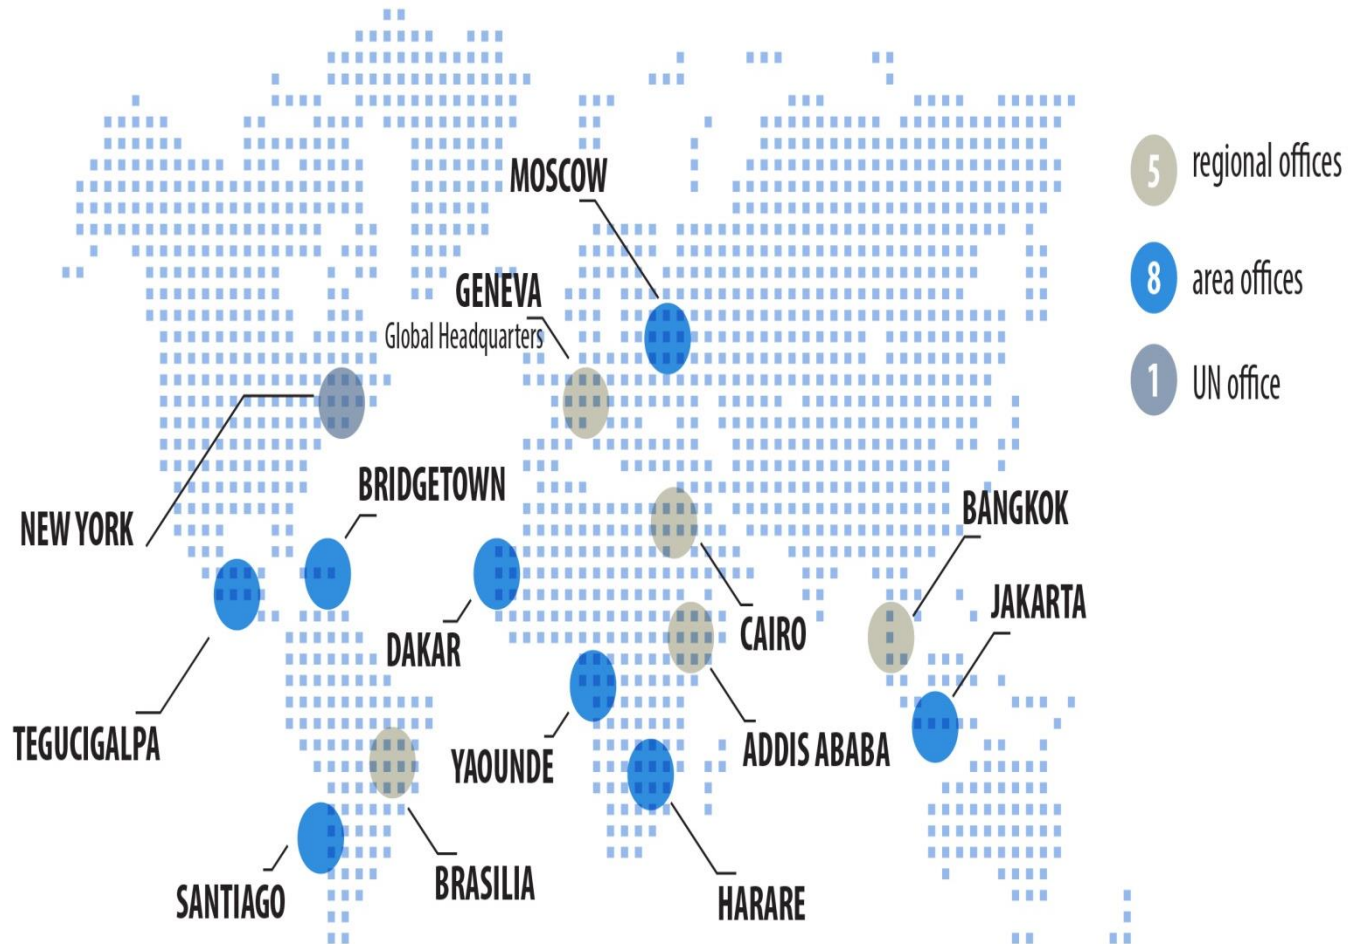 MOSCOW
5 regional offices
8 area offices
GENEVA
Global Headquarters
1 UN office
BRIDGETOWN
NEW YORK
BANGKOK
JAKARTA
CAIRO
DAKAR
TEGUCIGALPA
YAOUNDE
ADDIS ABABA
BRASILIA
SANTIAGO
HARARE